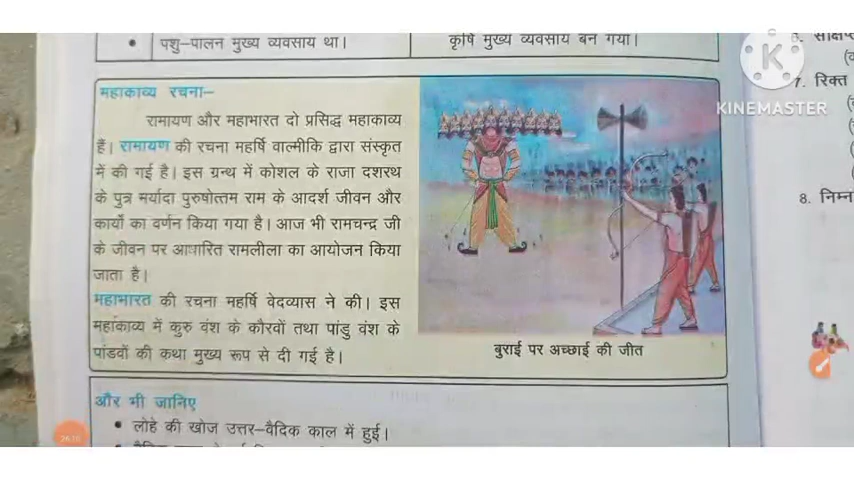 पशु-पालन मुख्य व्यवसाय था।
कृषि मुख्य व्यवसाय बन गया।
महाकाव्य रचना–
रामायण और महाभारत दो प्रसिद्ध महाकाव्य
हैं। रामायण की रचना महर्षि वाल्मीकि द्वारा संस्कृत
में की गई है। इस ग्रन्थ में कोशल के राजा दशरथ
के पुत्र मर्यादा पुरुषोत्तम राम के आदर्श जीवन और
कार्यों का वर्णन किया गया है। आज भी रामचन्द्र जी
के जीवन पर आधारित रामलीला का आयोजन किया
जाता है।
महाभारत की रचना महर्षि वेदव्यास ने की। इस
महाकाव्य में कुरु वंश के कौरवों तथा पांडु वंश के
पांडवों की कथा मुख्य रूप से दी गई है।
बुराई पर अच्छाई की जीत
और भी जानिए
• लोहे की खोज उत्तर–वैदिक काल में हुई।
7. रिक्त
8. निम्न
KINEMASTER